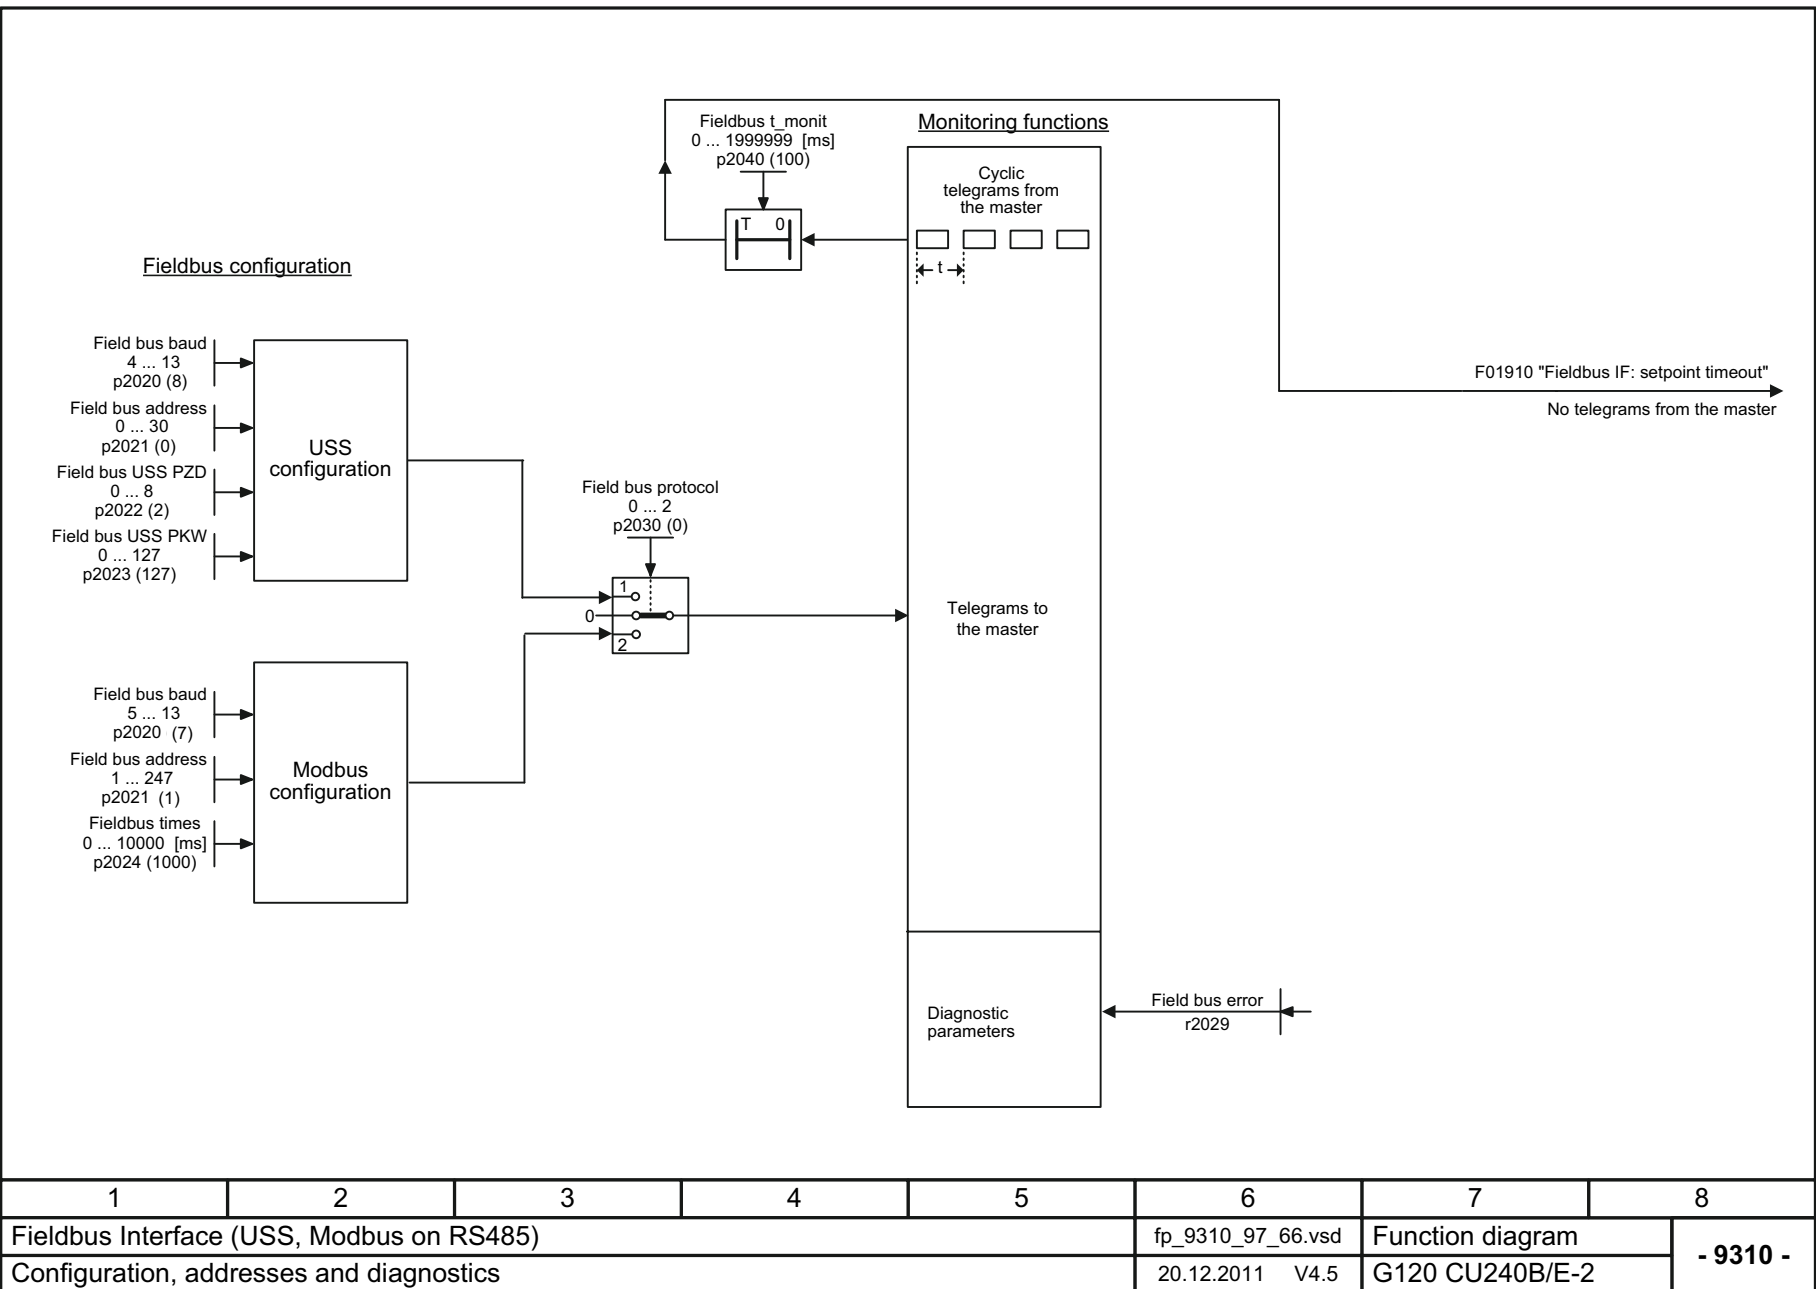 Fieldbus t_monit
0 ... 1999999 [ms]
p2040 (100)
T 0
Monitoring functions
Cyclic
telegrams from
the master
t
Fieldbus configuration
Field bus baud
4 ... 13
p2020 (8)
Field bus address
0 ... 30
p2021 (0)
Field bus USS PZD
0 ... 8
p2022 (2)
Field bus USS PKW
0 ... 127
p2023 (127)
USS
configuration
F01910 "Fieldbus IF: setpoint timeout"
No telegrams from the master
Field bus protocol
0 ... 2
p2030 (0)
1
0
2
Telegrams to
the master
Field bus baud
5 ... 13
p2020 (7)
Field bus address
1 ... 247
p2021 (1)
Fieldbus times
0 ... 10000 [ms]
p2024 (1000)
Modbus
configuration
Diagnostic
parameters
Field bus error
r2029
1 2 3 4 5 6 7 8
Fieldbus Interface (USS, Modbus on RS485) fp_9310_97_66.vsd Function diagram
- 9310 -
Configuration, addresses and diagnostics 20.12.2011 V4.5 G120 CU240B/E-2